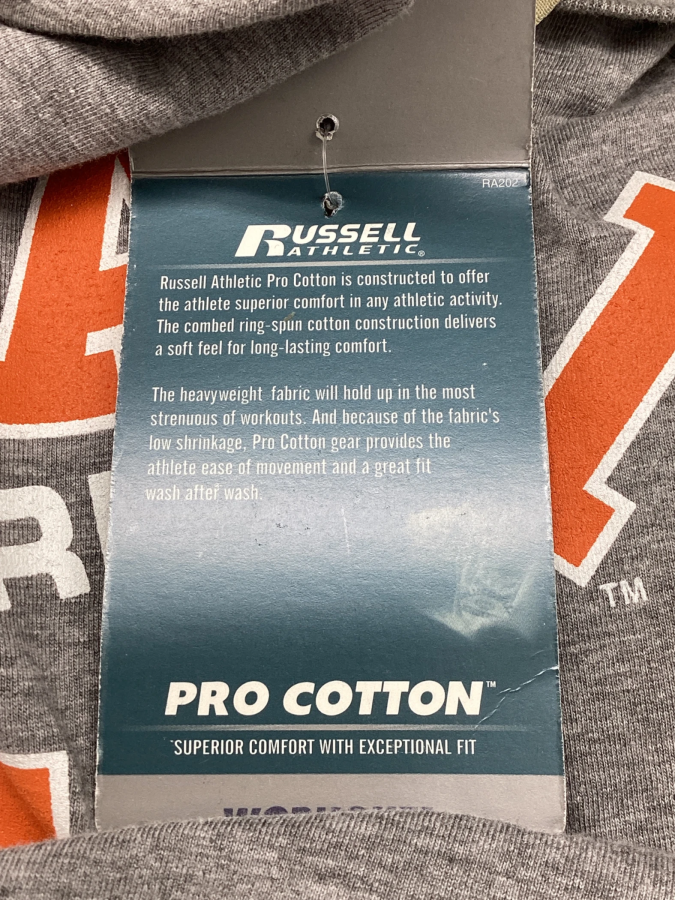 RA202
RUSSELL
ATHLETIC®
Russell Athletic Pro Cotton is constructed to offer
the athlete superior comfort in any athletic activity.
The combed ring-spun cotton construction delivers
a soft feel for long-lasting comfort.
The heavyweight fabric will hold up in the most
strenuous of workouts. And because of the fabric's
low shrinkage, Pro Cotton gear provides the
athlete ease of movement and a great fit
wash after wash.
TM
PRO COTTON™
SUPERIOR COMFORT WITH EXCEPTIONAL FIT